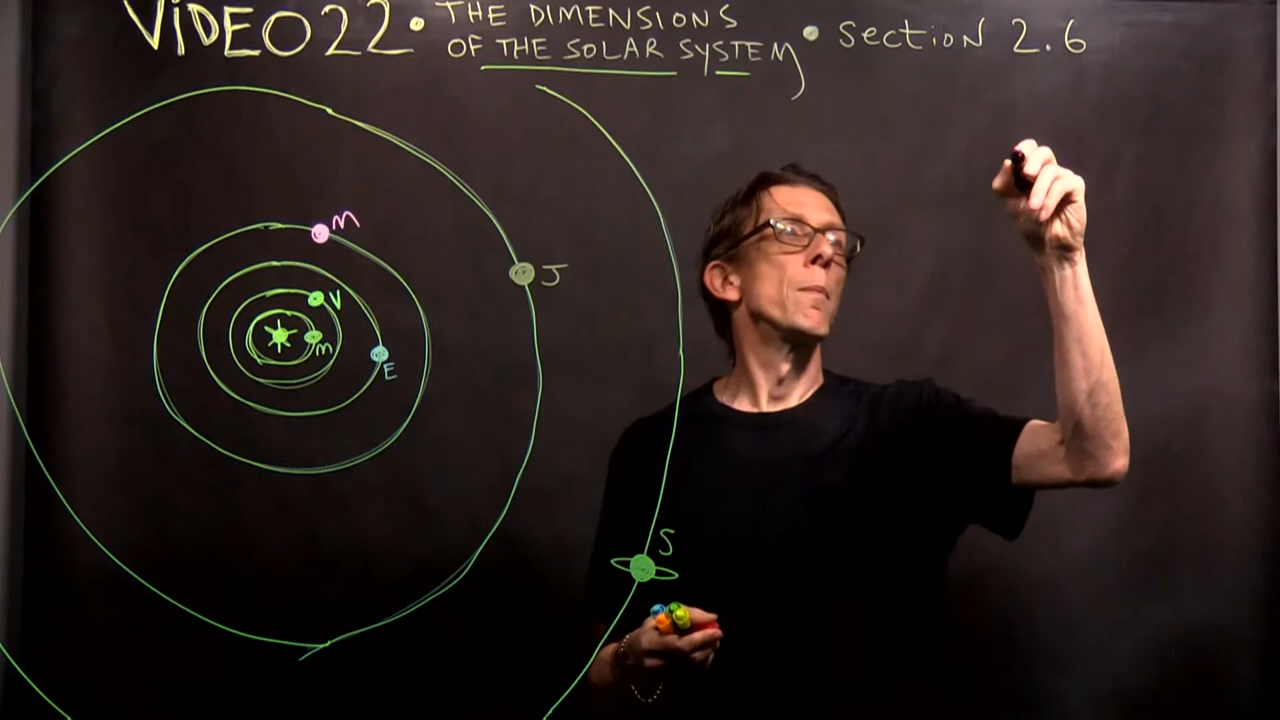 VIDEO 22 • THE DIMENSIONS
OF THE SOLAR SYSTEM • section 2.6
M
J
V
m
E
S